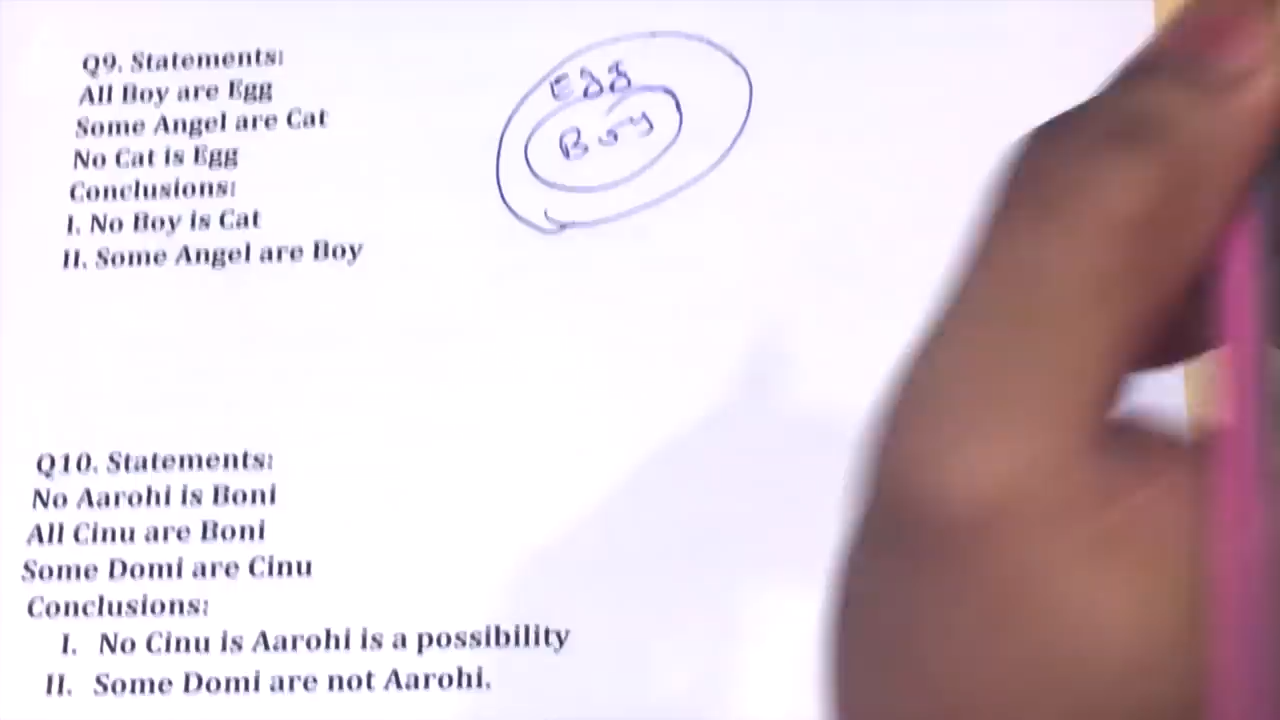 Q9. Statements:
All Boy are Egg
Some Angel are Cat
No Cat is Egg
Conclusions:
I. No Boy is Cat
II. Some Angel are Boy
Egg
Boy
Q10. Statements:
No Aarohi is Boni
All Cinu are Boni
Some Domi are Cinu
Conclusions:
I. No Cinu is Aarohi is a possibility
II. Some Domi are not Aarohi.